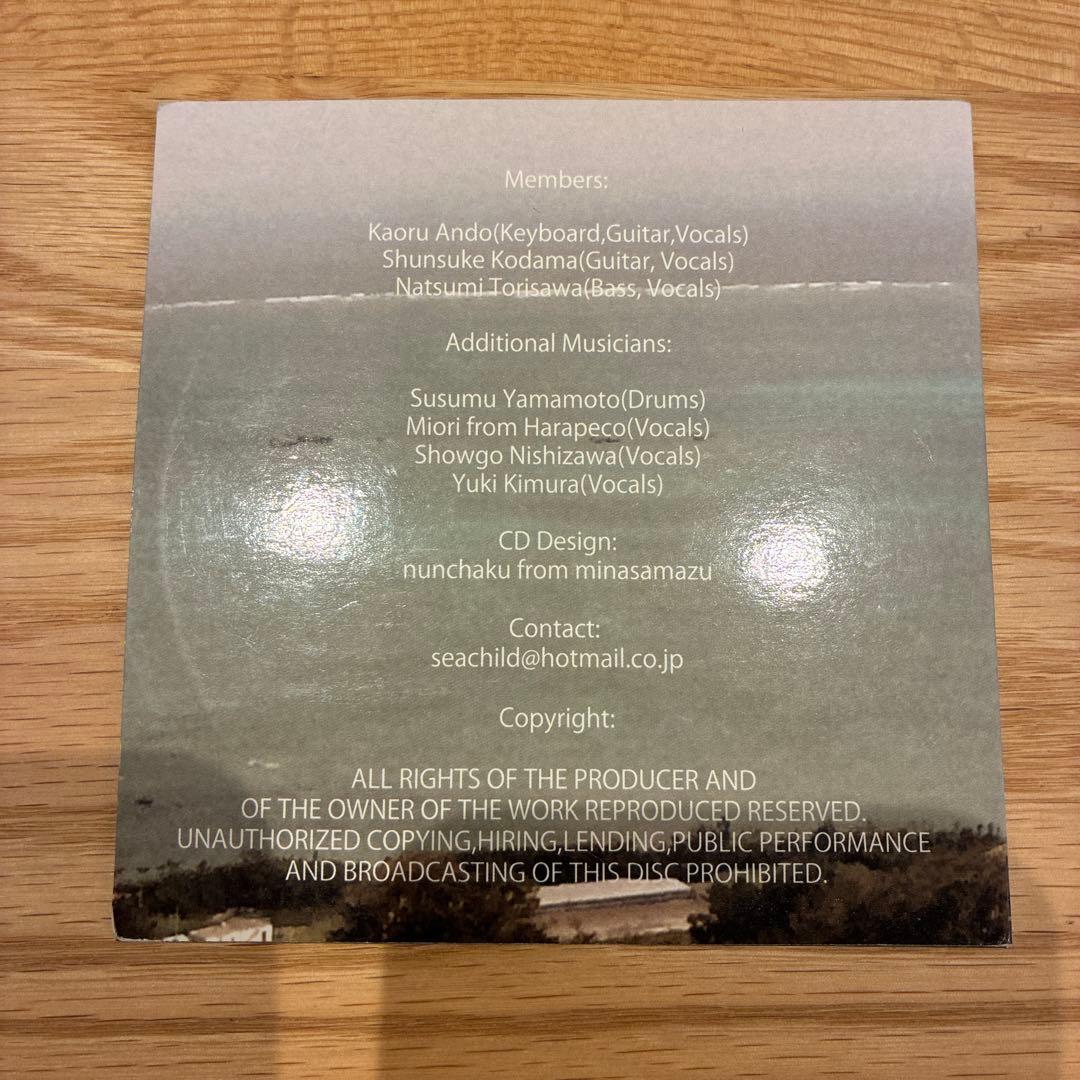 Members:
Kaoru Ando(Keyboard,Guitar,Vocals)
Shunsuke Kodama(Guitar, Vocals)
Natsumi Torisawa(Bass, Vocals)
Additional Musicians:
Susumu Yamamoto(Drums)
Miori from Harapeco(Vocals)
Showgo Nishizawa(Vocals)
Yuki Kimura(Vocals)
CD Design:
nunchaku from minasamazu
Contact:
seachild@hotmail.co.jp
Copyright:
ALL RIGHTS OF THE PRODUCER AND
OF THE OWNER OF THE WORK REPRODUCED RESERVED.
UNAUTHORIZED COPYING,HIRING,LENDING,PUBLIC PERFORMANCE
AND BROADCASTING OF THIS DISC PROHIBITED.